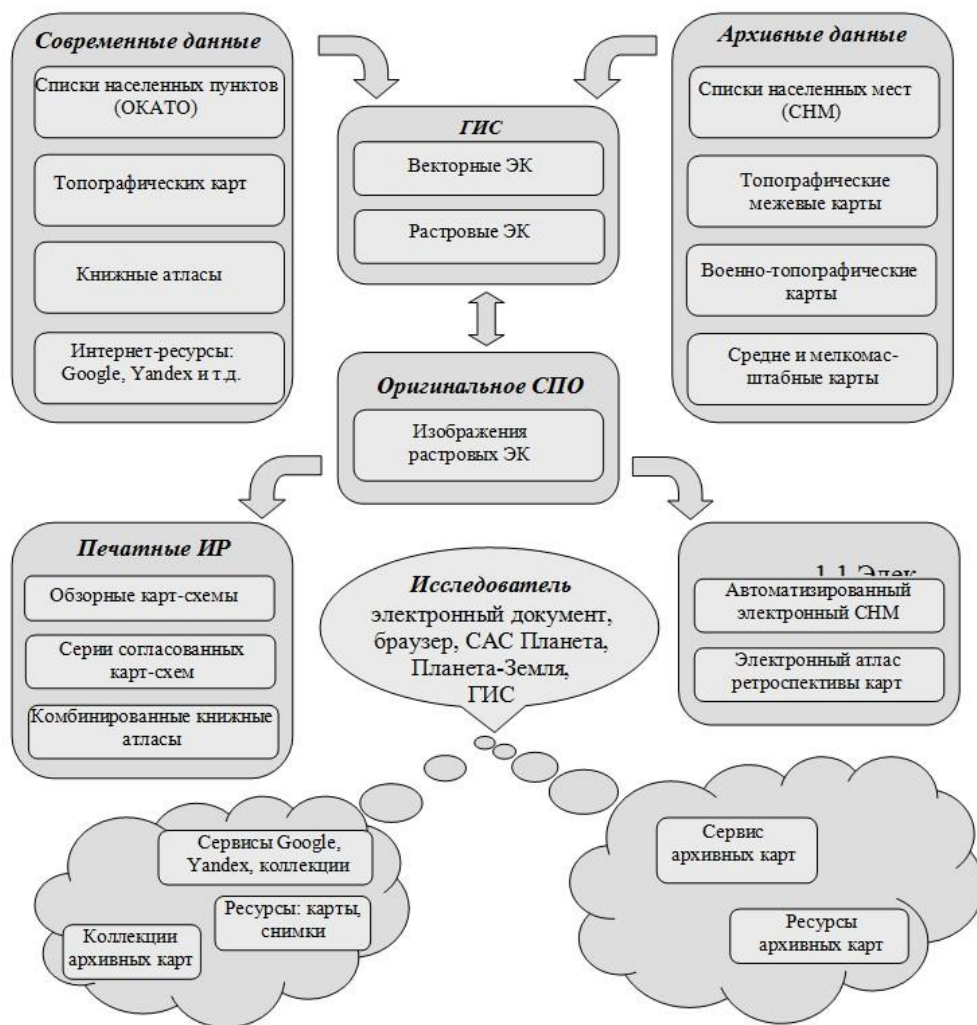 Современные данные
Списки населенных пунктов
(ОКАТО)
Топографических карт
Книжные атласы
Интернет-ресурсы:
Google, Yandex и т.д.
ГИС
Векторные ЭК
Растровые ЭК
Архивные данные
Списки населенных мест
(СНМ)
Топографические
межевые карты
Военно-топографические
карты
Средне и мелкомас-
штабные карты
Оригинальное СПО
Изображения
растровых ЭК
Печатные ИР
Обзорные карт-схемы
Серии согласованных
карт-схем
Комбинированные книжные
атласы
Исследователь
электронный документ,
браузер, САС Планета,
Планета-Земля,
ГИС
1.1 Элек
Автоматизированный
электронный СНМ
Электронный атлас
ретроспективы карт
Сервисы Google,
Yandex, коллекции
Ресурсы: карты,
снимки
Коллекции
архивных карт
Сервис
архивных карт
Ресурсы
архивных карт